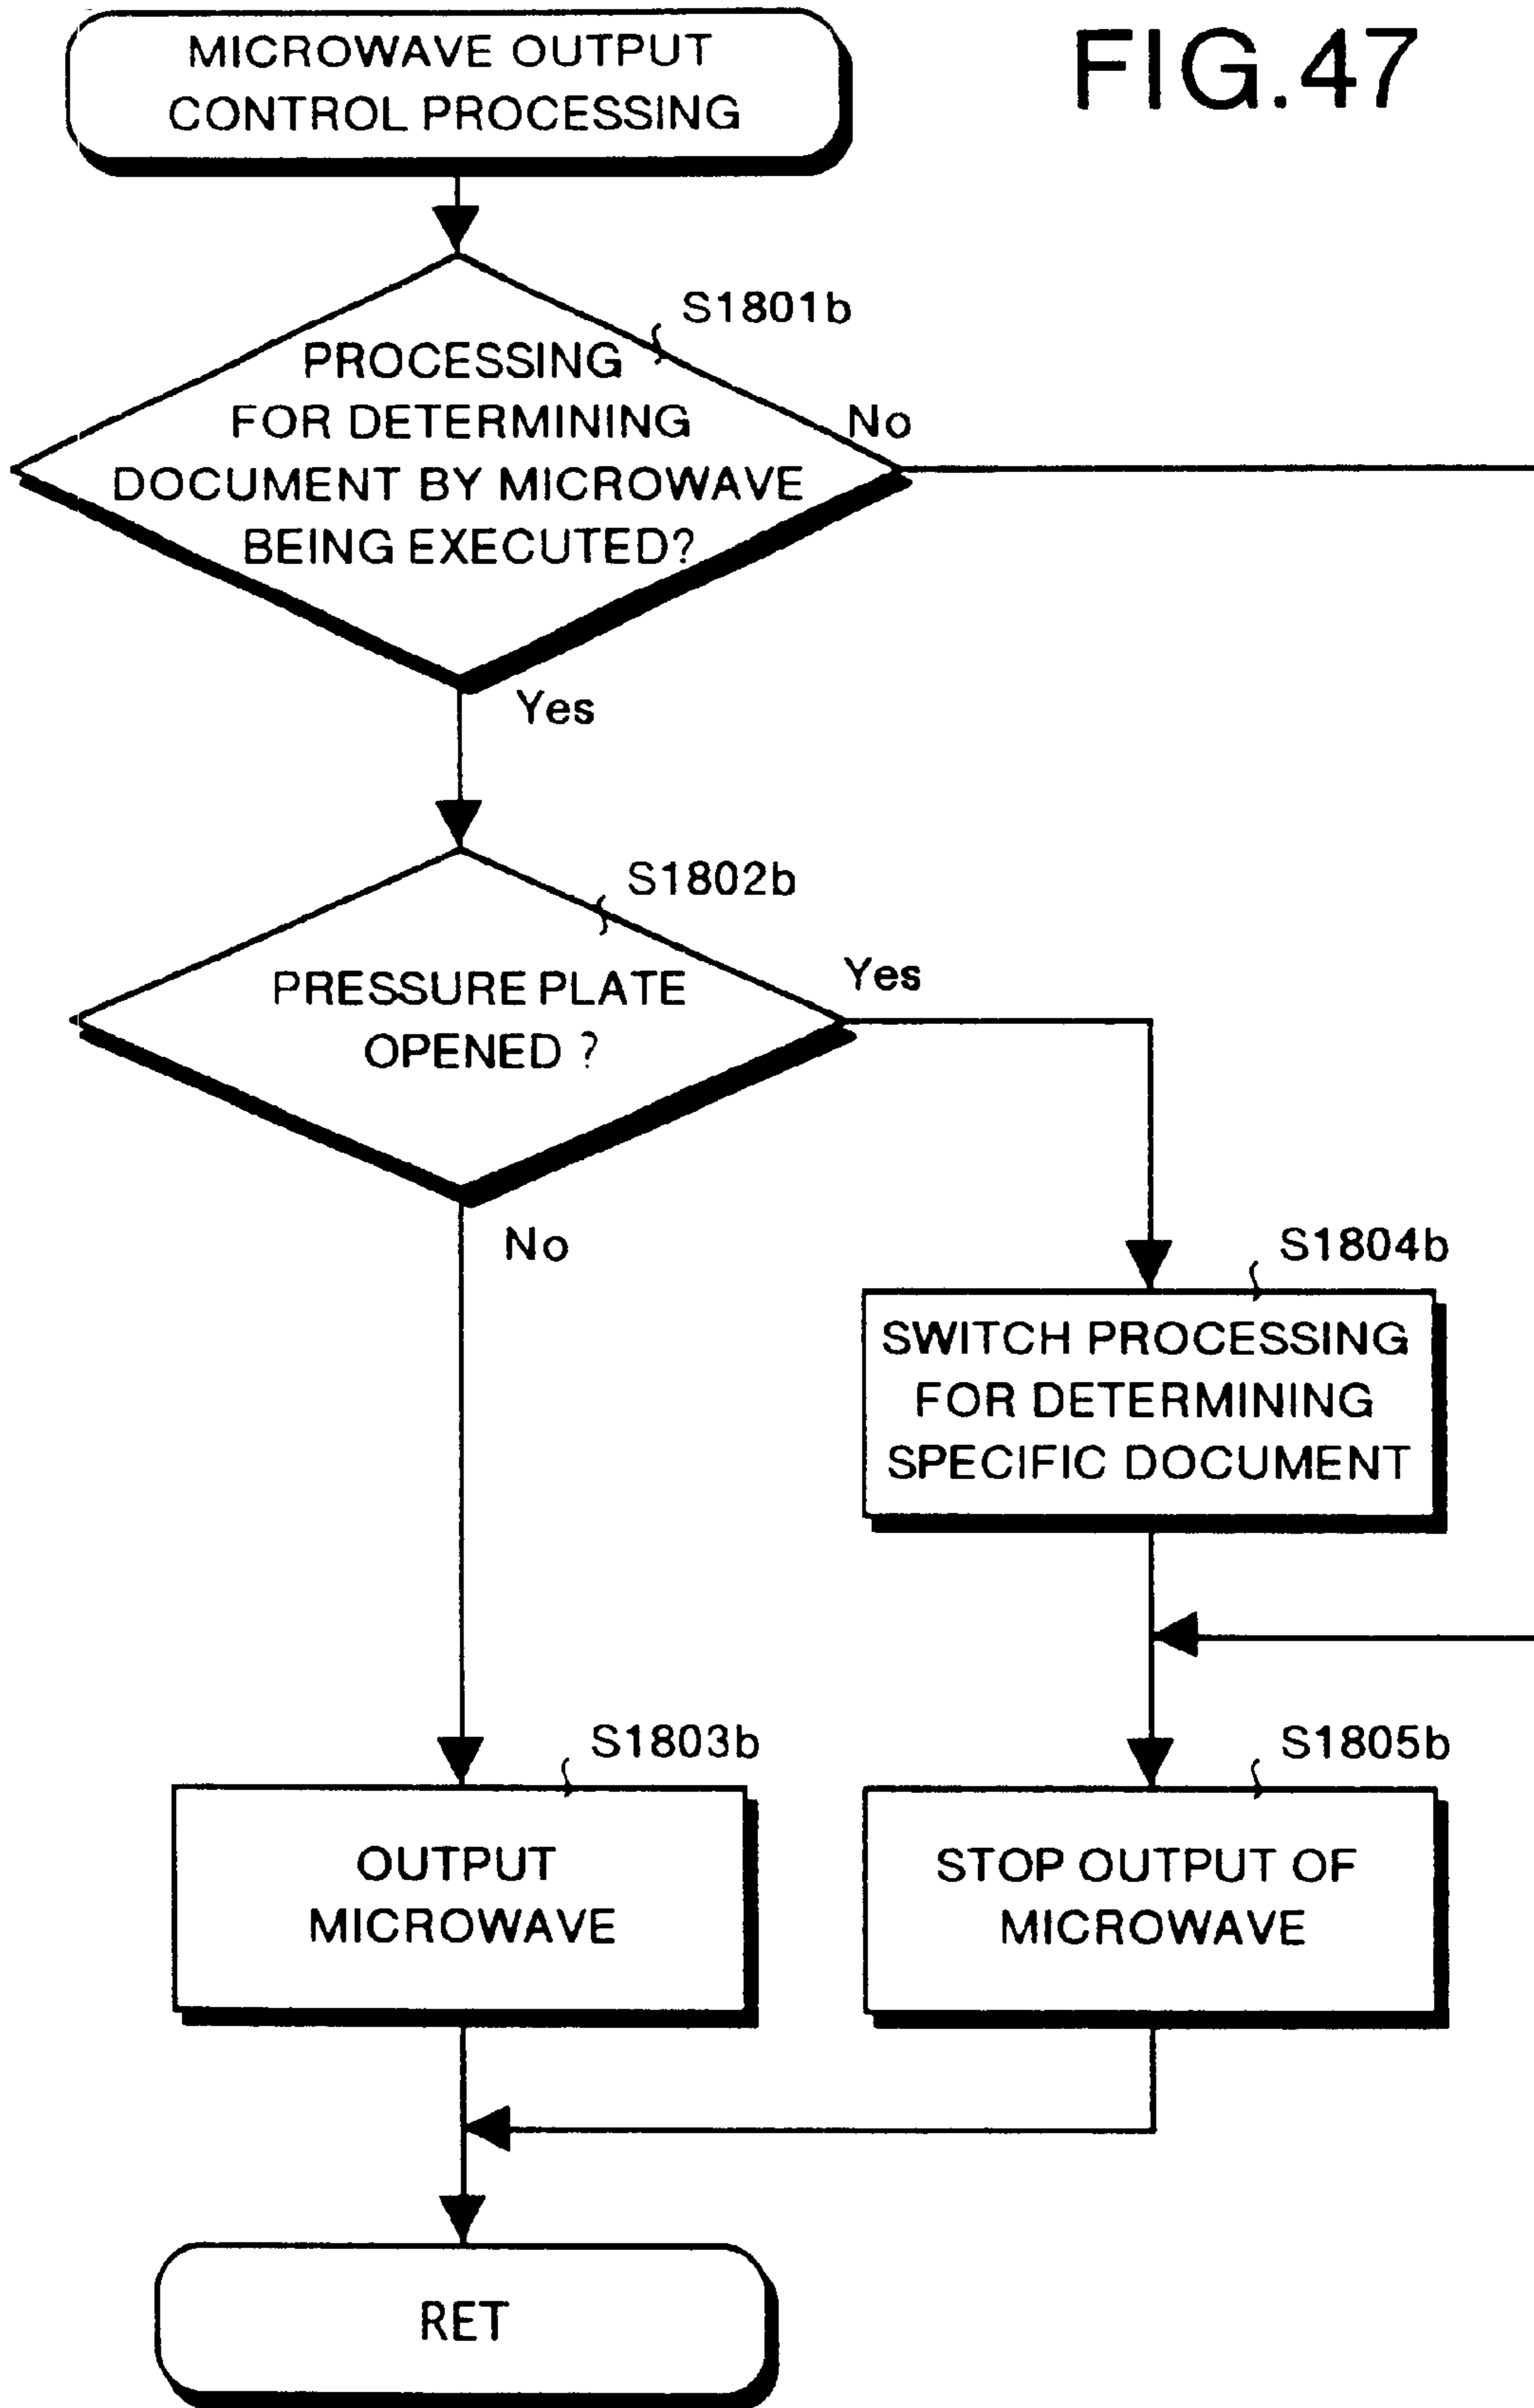 FIG.47
MICROWAVE OUTPUT
CONTROL PROCESSING
S1801b
PROCESSING
FOR DETERMINING
DOCUMENT BY MICROWAVE
BEING EXECUTED?
No
Yes
S1802b
PRESSURE PLATE
OPENED ?
Yes
No
S1804b
SWITCH PROCESSING
FOR DETERMINING
SPECIFIC DOCUMENT
S1803b
OUTPUT
MICROWAVE
S1805b
STOP OUTPUT OF
MICROWAVE
RET